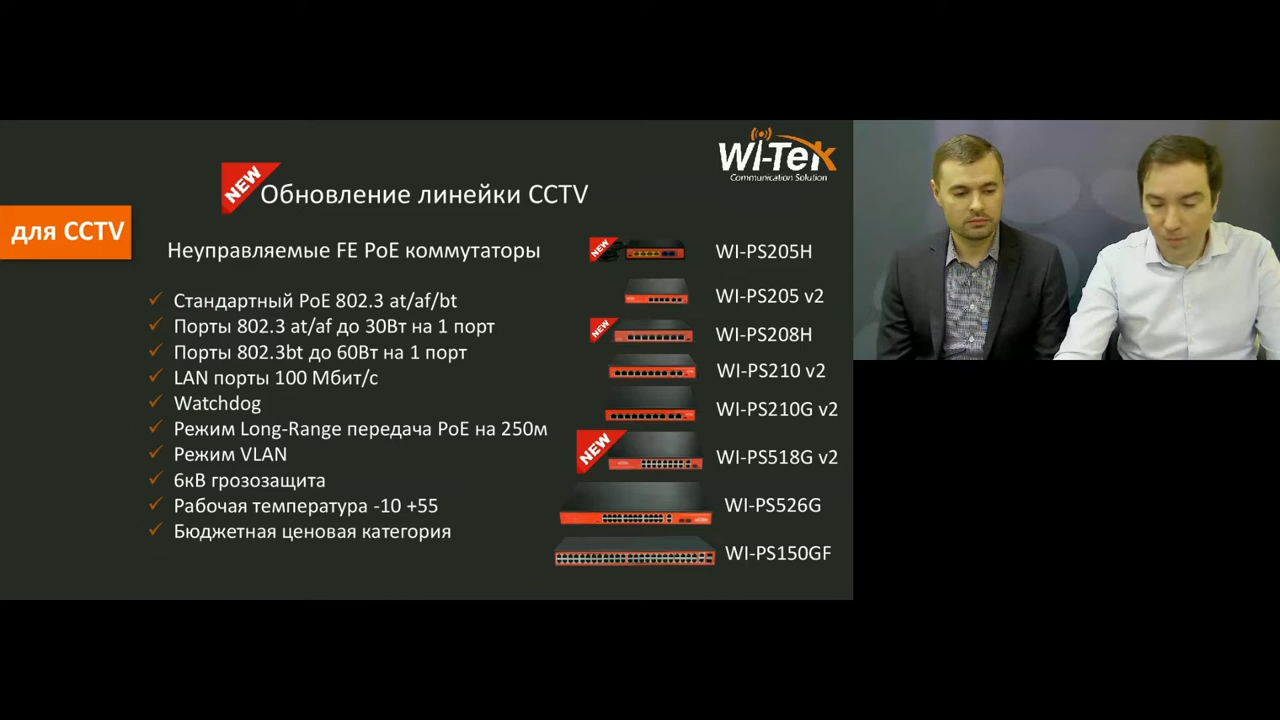 WI-TeK
Communication Solution
NEW
Обновление линейки CCTV
для CCTV
Неуправляемые FE PoE коммутаторы
Стандартный PoE 802.3 at/af/bt
Порты 802.3 at/af до 30Вт на 1 порт
Порты 802.3bt до 60Вт на 1 порт
LAN порты 100 Мбит/с
Watchdog
Режим Long-Range передача PoE на 250м
Режим VLAN
6кВ грозозащита
Рабочая температура -10 +55
Бюджетная ценовая категория
NEW
WI-PS205H
WI-PS205 v2
NEW
WI-PS208H
WI-PS210 v2
WI-PS210G v2
NEW
WI-PS518G v2
WI-PS526G
WI-PS150GF